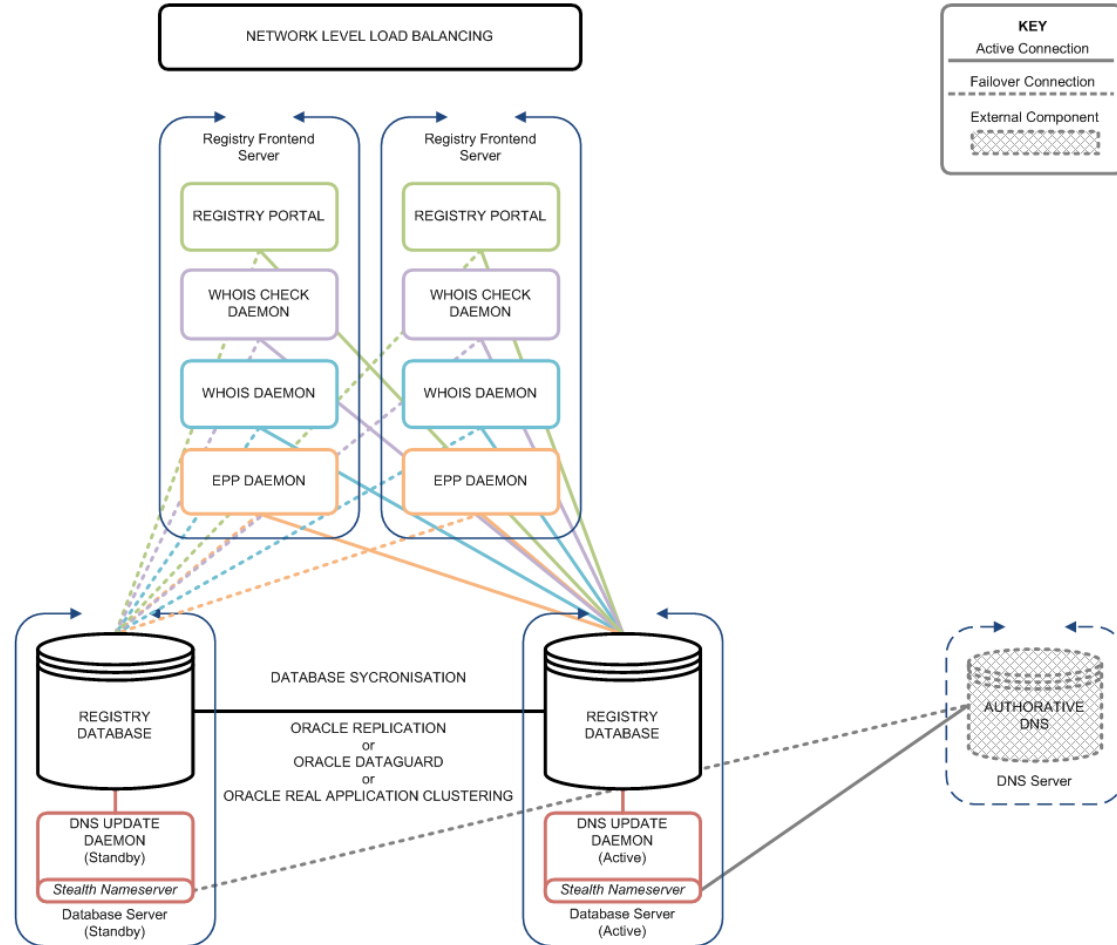 NETWORK LEVEL LOAD BALANCING
KEY
Active Connection
Failover Connection
External Component
Registry Frontend
Server
REGISTRY PORTAL
WHOIS CHECK
DAEMON
WHOIS DAEMON
EPP DAEMON
Registry Frontend
Server
REGISTRY PORTAL
WHOIS CHECK
DAEMON
WHOIS DAEMON
EPP DAEMON
REGISTRY
DATABASE
DNS UPDATE
DAEMON
(Standby)
Stealth Nameserver
Database Server
(Standby)
DATABASE SYCRONISATION
ORACLE REPLICATION
or
ORACLE DATAGUARD
or
ORACLE REAL APPLICATION CLUSTERING
REGISTRY
DATABASE
DNS UPDATE
DAEMON
(Active)
Stealth Nameserver
Database Server
(Active)
AUTHORATIVE
DNS
DNS Server